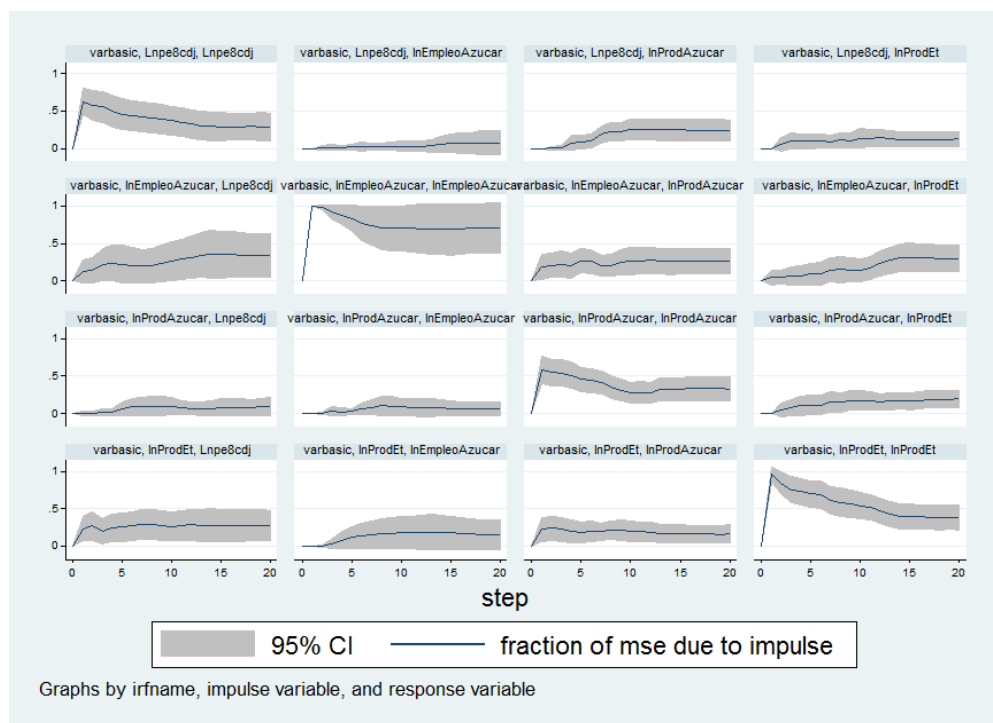 varbasic, Lnpe8cdj, Lnpe8cdj varbasic, Lnpe8cdj, lnEmpleoAzucar varbasic, Lnpe8cdj, lnProdAzucar varbasic, Lnpe8cdj, lnProdEt
1
.5
0
varbasic, lnEmpleoAzucar, Lnpe8cdj varbasic, lnEmpleoAzucar, lnEmpleoAzucar varbasic, lnEmpleoAzucar, lnProdAzucar varbasic, lnEmpleoAzucar, lnProdEt
1
.5
0
varbasic, lnProdAzucar, Lnpe8cdj varbasic, lnProdAzucar, lnEmpleoAzucar varbasic, lnProdAzucar, lnProdAzucar varbasic, lnProdAzucar, lnProdEt
1
.5
0
varbasic, lnProdEt, Lnpe8cdj varbasic, lnProdEt, lnEmpleoAzucar varbasic, lnProdEt, lnProdAzucar varbasic, lnProdEt, lnProdEt
1
.5
0
0 5 10 15 20 0 5 10 15 20 0 5 10 15 20 0 5 10 15 20
step
95% CI fraction of mse due to impulse
Graphs by irfname, impulse variable, and response variable